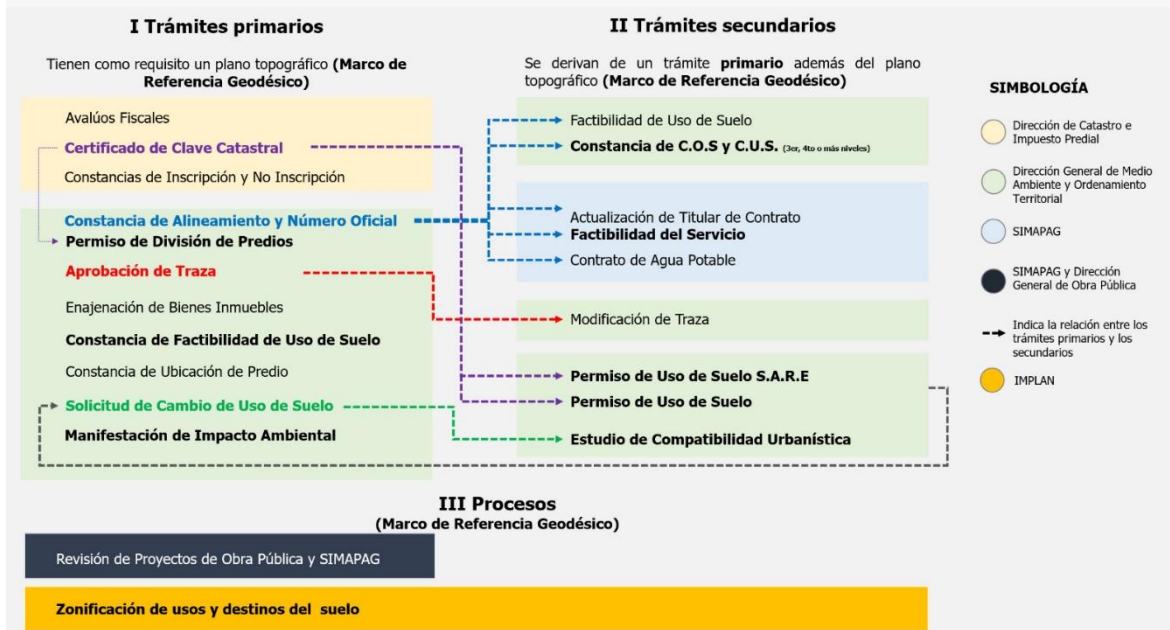 I Trámites primarios
Tienen como requisito un plano topográfico (Marco de
Referencia Geodésico)
Avalúos Fiscales
Certificado de Clave Catastral
Constancias de Inscripción y No Inscripción
Constancia de Alineamiento y Número Oficial
Permiso de División de Predios
Aprobación de Traza
Enajenación de Bienes Inmuebles
Constancia de Factibilidad de Uso de Suelo
Constancia de Ubicación de Predio
Solicitud de Cambio de Uso de Suelo
Manifestación de Impacto Ambiental
II Trámites secundarios
Se derivan de un trámite primario además del plano
topográfico (Marco de Referencia Geodésico)
Factibilidad de Uso de Suelo
Constancia de C.O.S y C.U.S. (3er, 4to o más niveles)
Actualización de Titular de Contrato
Factibilidad del Servicio
Contrato de Agua Potable
Modificación de Traza
Permiso de Uso de Suelo S.A.R.E
Permiso de Uso de Suelo
Estudio de Compatibilidad Urbanística
SIMBOLOGÍA
Dirección de Catastro e
Impuesto Predial
Dirección General de Medio
Ambiente y Ordenamiento
Territorial
SIMAPAG
SIMAPAG y Dirección
General de Obra Pública
Indica la relación entre los
trámites primarios y los
secundarios
IMPLAN
III Procesos
(Marco de Referencia Geodésico)
Revisión de Proyectos de Obra Pública y SIMAPAG
Zonificación de usos y destinos del suelo